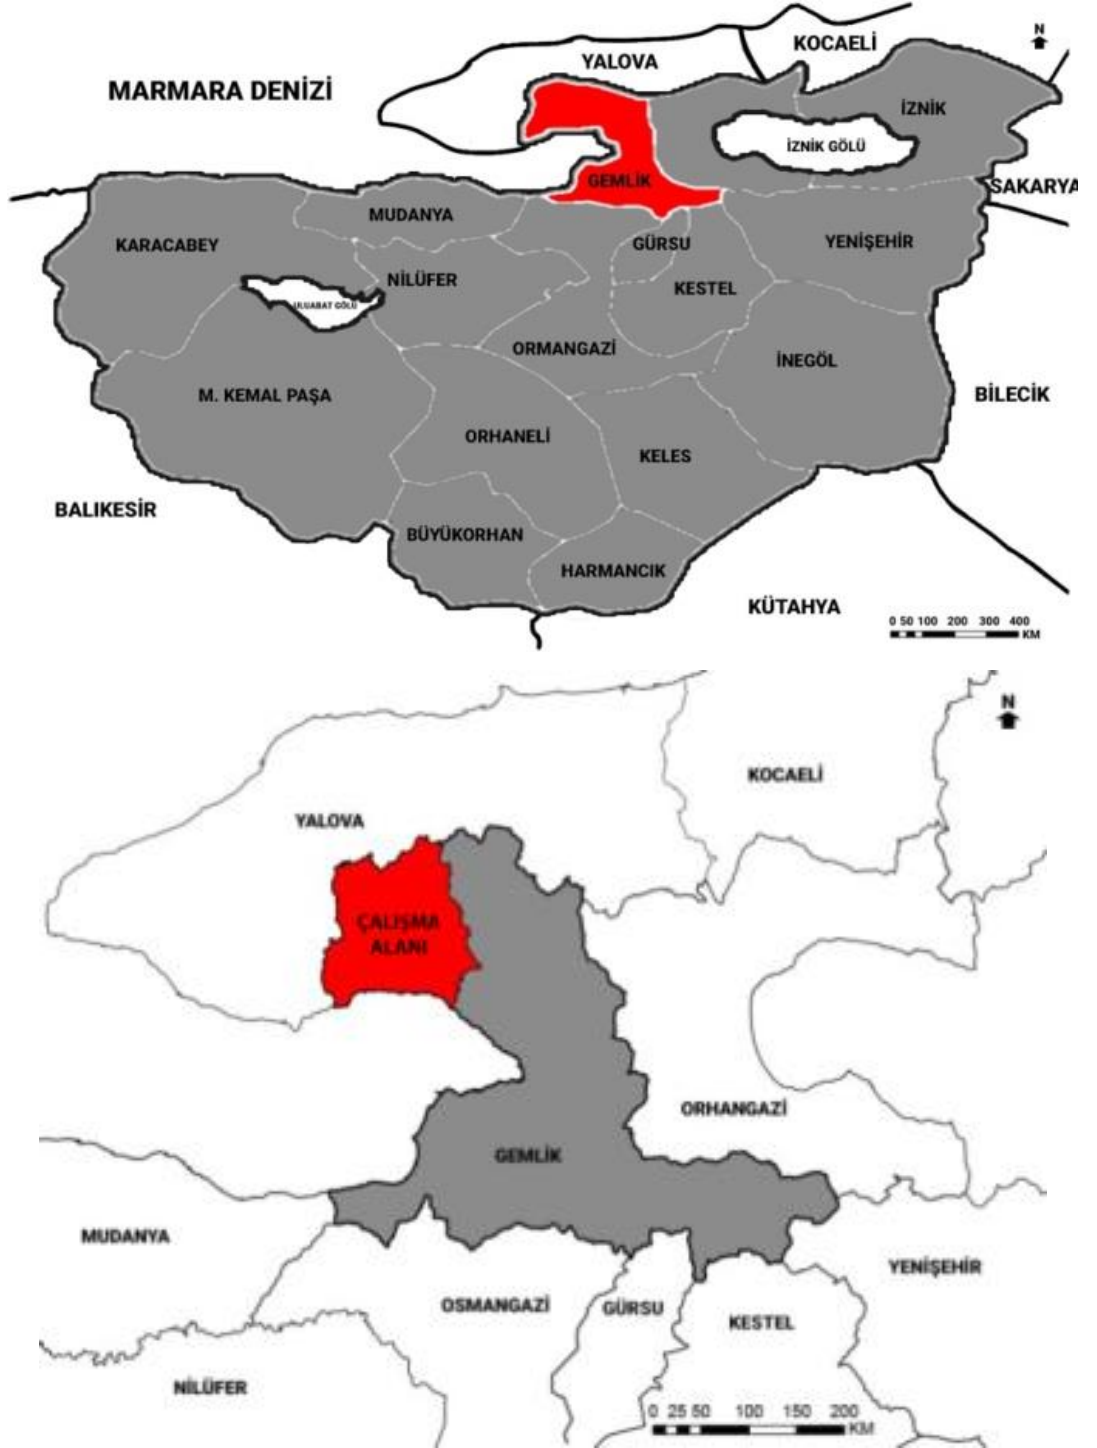 N
KOCAELİ
YALOVA
MARMARA DENİZİ
İZNİK
İZNİK GÖLÜ
GEMLİK
SAKARYA
MUDANYA
KARACABEY
GÜRSU
YENİŞEHİR
NİLÜFER
KESTEL
ULUABAT GÖLÜ
ORMANGAZİ
İNEGÖL
M. KEMAL PAŞA
BİLECİK
ORHANELİ
KELES
BALIKESİR
BÜYÜKORHAN
HARMANCIK
KÜTAHYA
0 50 100 200 300 400
KM
N
KOCAELİ
YALOVA
ÇALIŞMA
ALANI
ORHANGAZİ
GEMLİK
MUDANYA
YENİŞEHİR
OSMANGAZİ
GÜRSU
KESTEL
NİLÜFER
0 25 50 100 150 200
KM